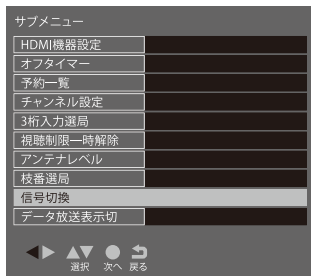 サブメニュー
HDMI機器設定
オフタイマー
予約一覧
チャンネル設定
3桁入力選局
視聴制限一時解除
アンテナレベル
枝番選局
信号切換
データ放送表示切
選択 次へ 戻る